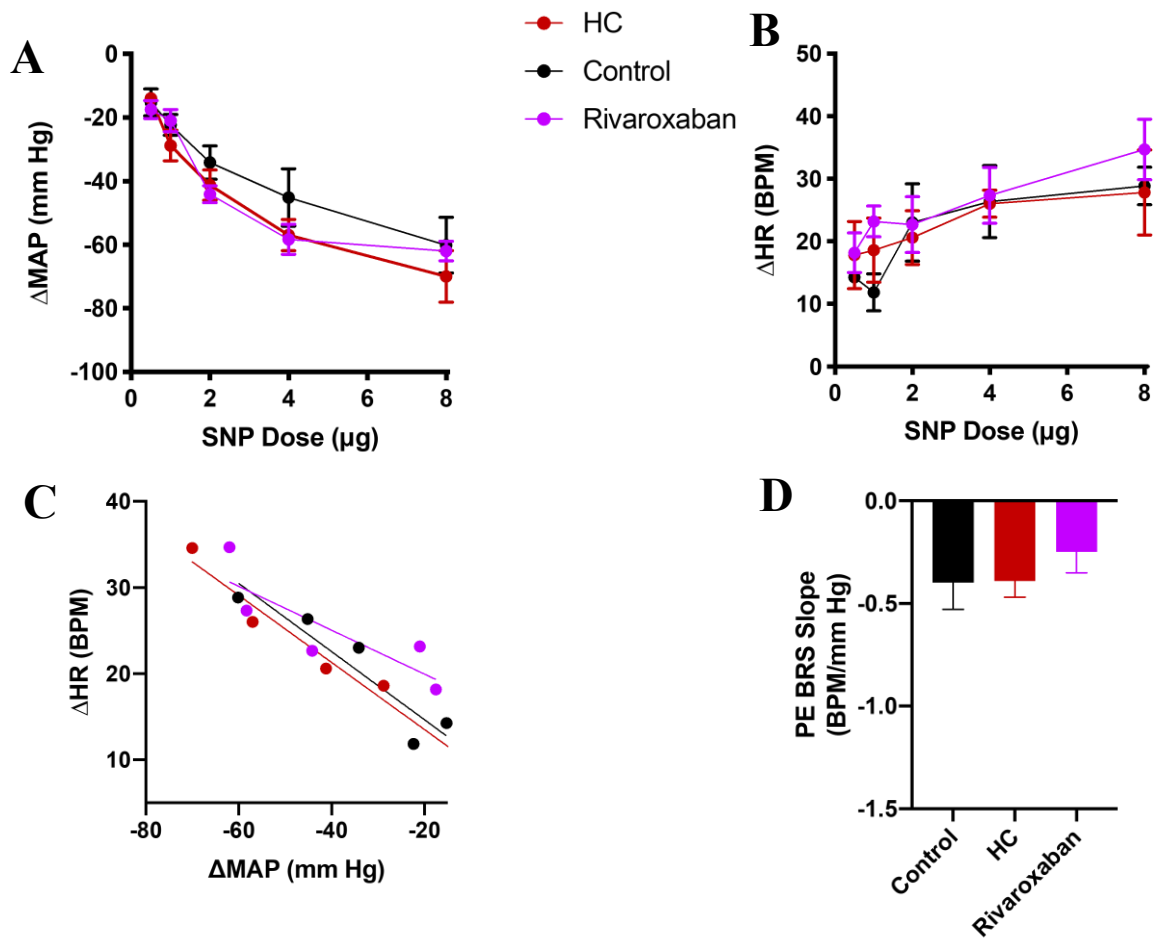 HC
Control
Rivaroxaban
A
0
-20
-40
-60
-80
-100
ΔMAP (mm Hg)
0 2 4 6 8
SNP Dose (µg)
B
50
40
30
20
10
0
ΔHR (BPM)
0 2 4 6 8
SNP Dose (µg)
C
40
30
20
10
ΔHR (BPM)
-80 -60 -40 -20
ΔMAP (mm Hg)
D
0.0
-0.5
-1.0
-1.5
PE BRS Slope
(BPM/mm Hg)
Control
HC
Rivaroxaban